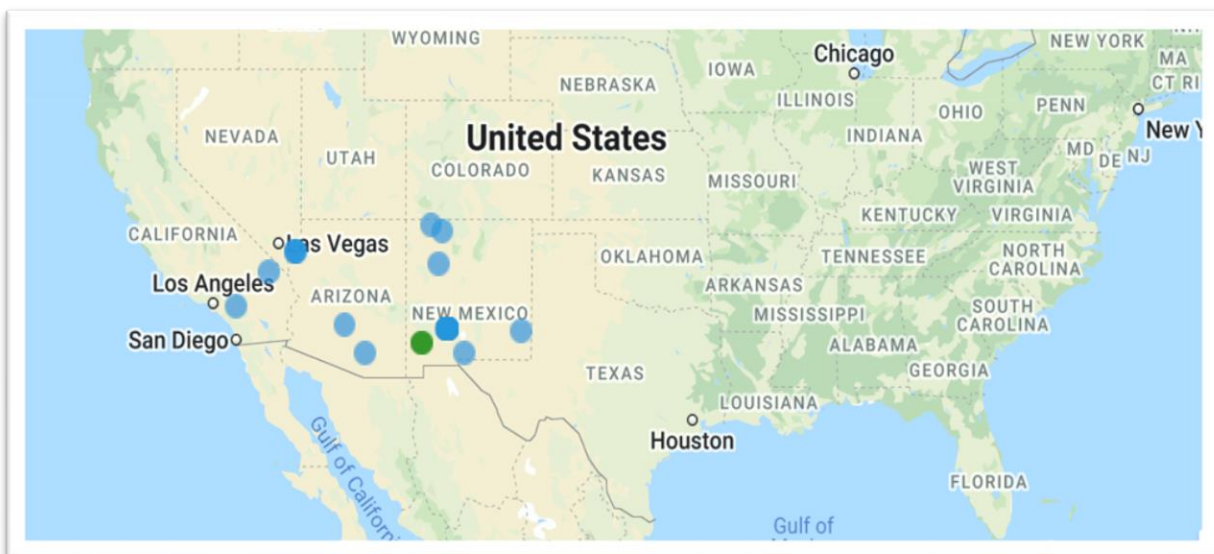 WYOMING
NEW YORK
Chicago
MA
IOWA
NEBRASKA
CT RI
ILLINOIS
OHIO
PENN
New Y
United States
NEVADA
INDIANA
UTAH
MD
DE
NJ
COLORADO
KANSAS
MISSOURI
WEST
VIRGINIA
KENTUCKY
VIRGINIA
CALIFORNIA
Las Vegas
OKLAHOMA
TENNESSEE
NORTH
CAROLINA
Los Angeles
ARIZONA
ARKANSAS
NEW MEXICO
MISSISSIPPI
SOUTH
CAROLINA
San Diego
ALABAMA
TEXAS
GEORGIA
LOUISIANA
Houston
Gulf of Californ
FLORIDA
Gulf of